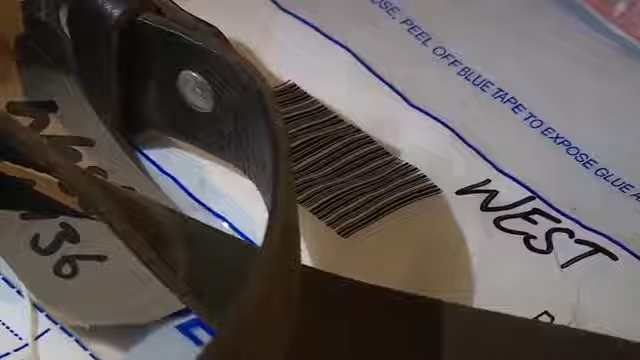 OSE, PEEL OFF BLUE TAPE TO EXPOSE GLUE A
WEST
136